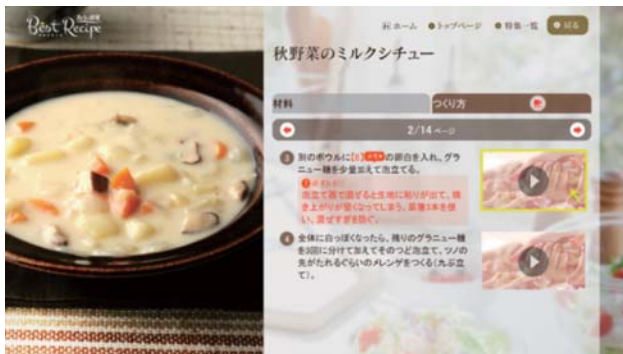 Best Recipe
ホーム
トップページ
特集一覧
戻る
秋野菜のミルクシチュー
材料
つくり方
2/14 ページ
3 別のボウルに【B】の卵白を入れ、グラ
ニュー糖を少量加えて泡立てる。
泡立て器で混ぜると生地に粘りが出て、焼
き上がりが堅くなってしまう。菜箸3本を使
い、混ぜすぎを防ぐ。
4 全体に白っぽくなったら、残りのグラニュー糖
を3回に分けて加えてそのつど泡立て、ツノの
先がたれるぐらいのメレンゲをつくる(九ぶ立
て)。